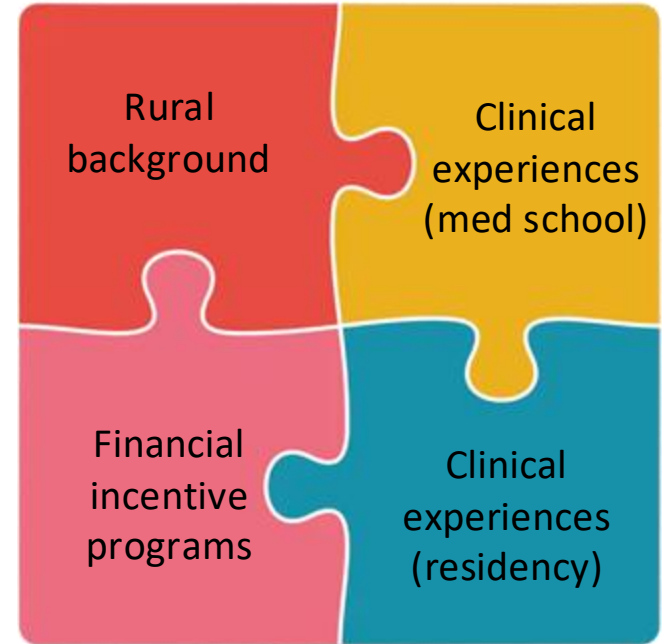 Rural
background
Clinical
experiences
(med school)
Financial
incentive
programs
Clinical
experiences
(residency)